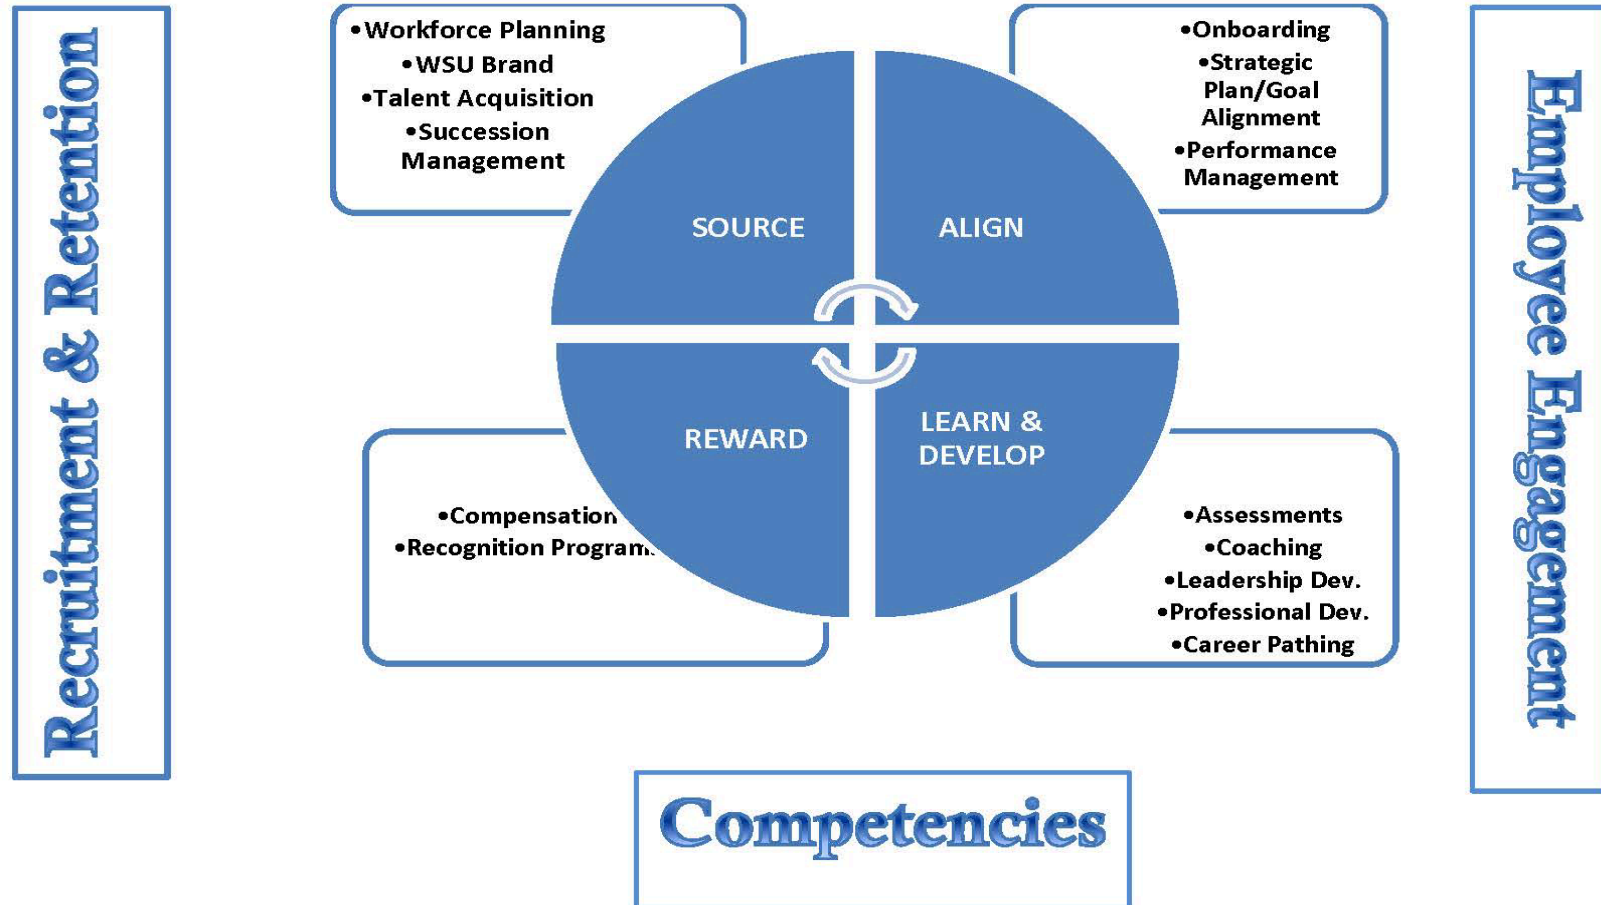 Recruitment & Retention
•Workforce Planning
•WSU Brand
•Talent Acquisition
•Succession
Management
•Onboarding
•Strategic
Plan/Goal
Alignment
•Performance
Management
SOURCE
ALIGN
REWARD
LEARN &
DEVELOP
•Compensation
•Recognition Program
•Assessments
•Coaching
•Leadership Dev.
•Professional Dev.
•Career Pathing
Employee Engagement
Competencies